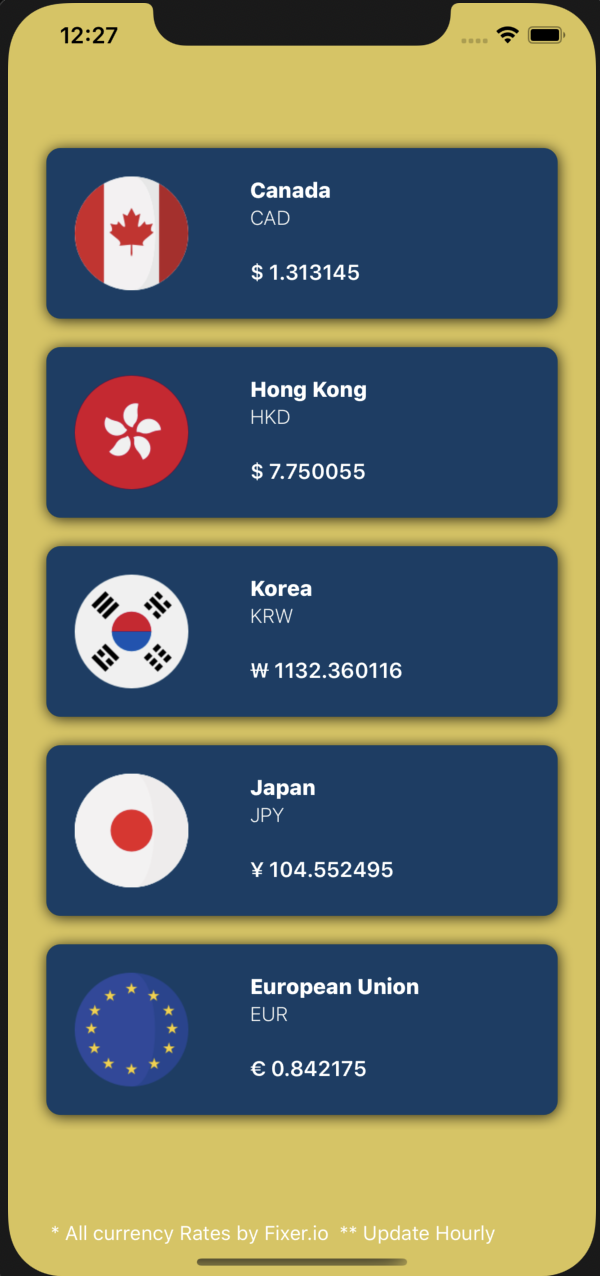 12:27
Canada
CAD
$ 1.313145
Hong Kong
HKD
$ 7.750055
Korea
KRW
₩ 1132.360116
Japan
JPY
¥ 104.552495
European Union
EUR
€ 0.842175
* All currency Rates by Fixer.io  ** Update Hourly